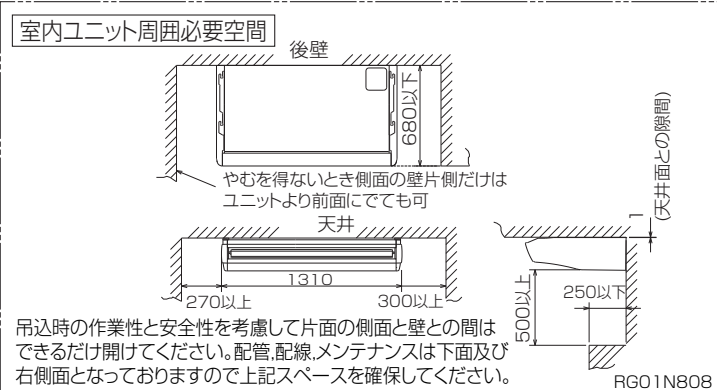 室内ユニット周囲必要空間
後壁
680以下
やむを得ないとき側面の壁片側だけは
ユニットより前面にでても可
天井
1310
270以上
300以上
1
(天井面との隙間)
500以上
250以下
吊込時の作業性と安全性を考慮して片面の側面と壁との間は
できるだけ開けてください。配管,配線,メンテナンスは下面及び
右側面となっておりますので上記スペースを確保してください。
RG01N808